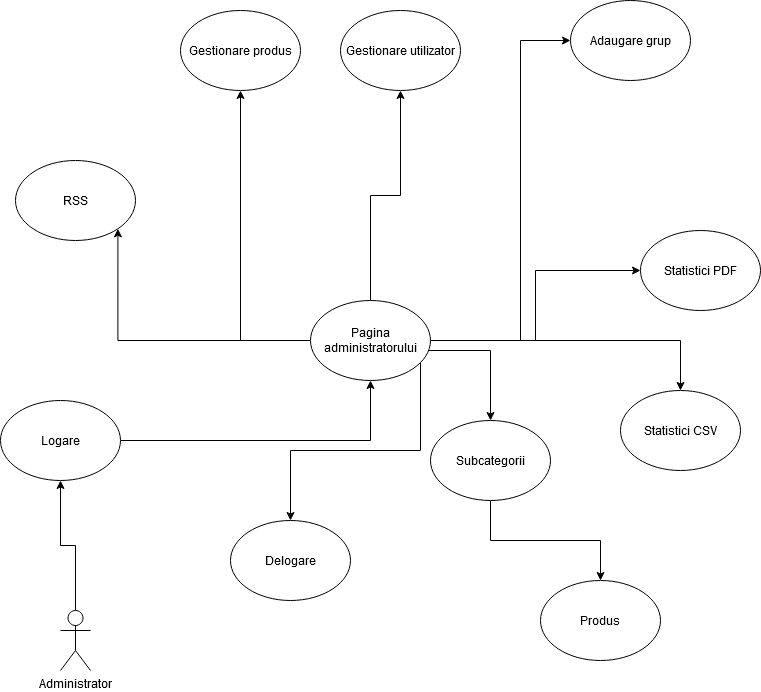 Adaugare grup
Gestionare produs
Gestionare utilizator
RSS
Statistici PDF
Pagina
administratorului
Statistici CSV
Logare
Subcategorii
Delogare
Produs
Administrator